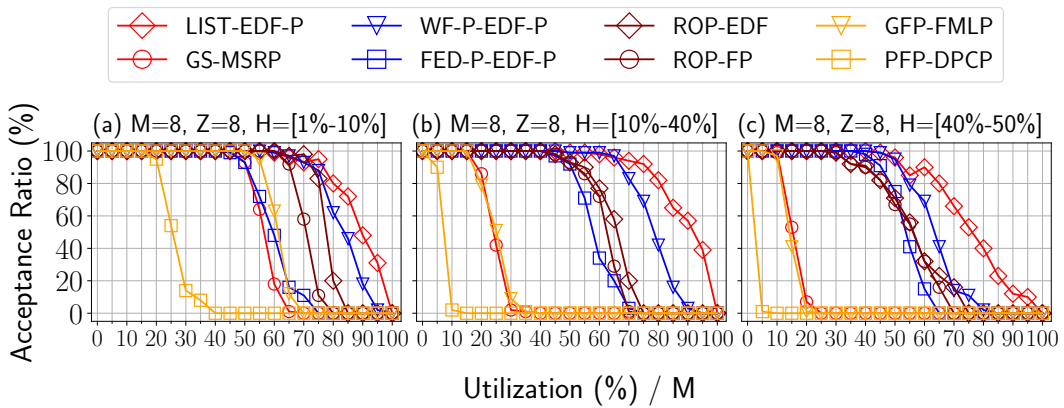 LIST-EDF-P WF-P-EDF-P ROP-EDF GFP-FMLP
GS-MSRP FED-P-EDF-P ROP-FP PFP-DPCP
(a) M=8, Z=8, H=[1%-10%] (b) M=8, Z=8, H=[10%-40%] (c) M=8, Z=8, H=[40%-50%]
Acceptance Ratio (%)
100
80
60
40
20
0
0 10 20 30 40 50 60 70 80 90 100 0 10 20 30 40 50 60 70 80 90 100 0 10 20 30 40 50 60 70 80 90 100
Utilization (%) / M